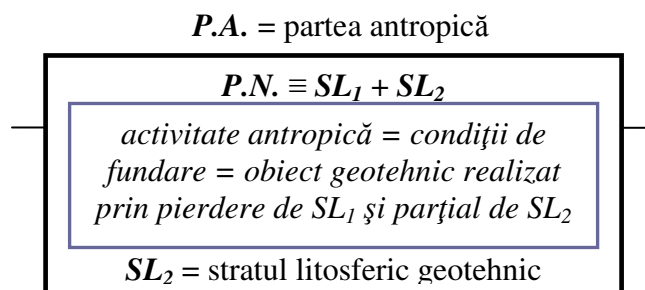 P.A. = partea antropică
P.N. ≡ SL1 + SL2
activitate antropică = condiţii de
fundare = obiect geotehnic realizat
prin pierdere de SL1 şi parţial de SL2
SL2 = stratul litosferic geotehnic